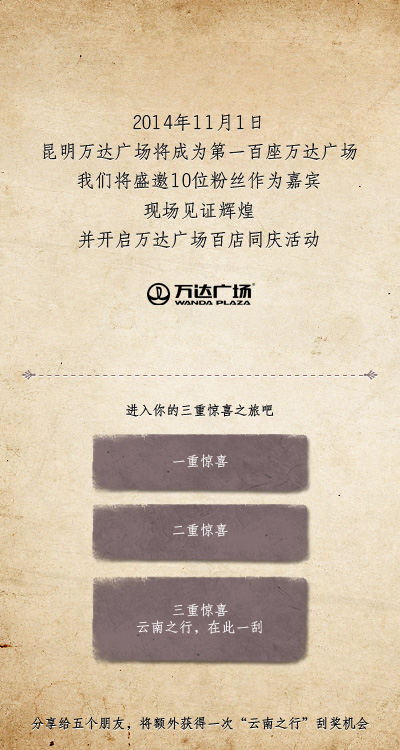 2014年11月1日
昆明万达广场将成为第一百座万达广场
我们将盛邀10位粉丝作为嘉宾
现场见证辉煌
并开启万达广场百店同庆活动
万达广场
WANDA PLAZA
进入你的三重惊喜之旅吧
一重惊喜
二重惊喜
三重惊喜
云南之行，在此一刮
分享给五个朋友，将额外获得一次“云南之行”刮奖机会